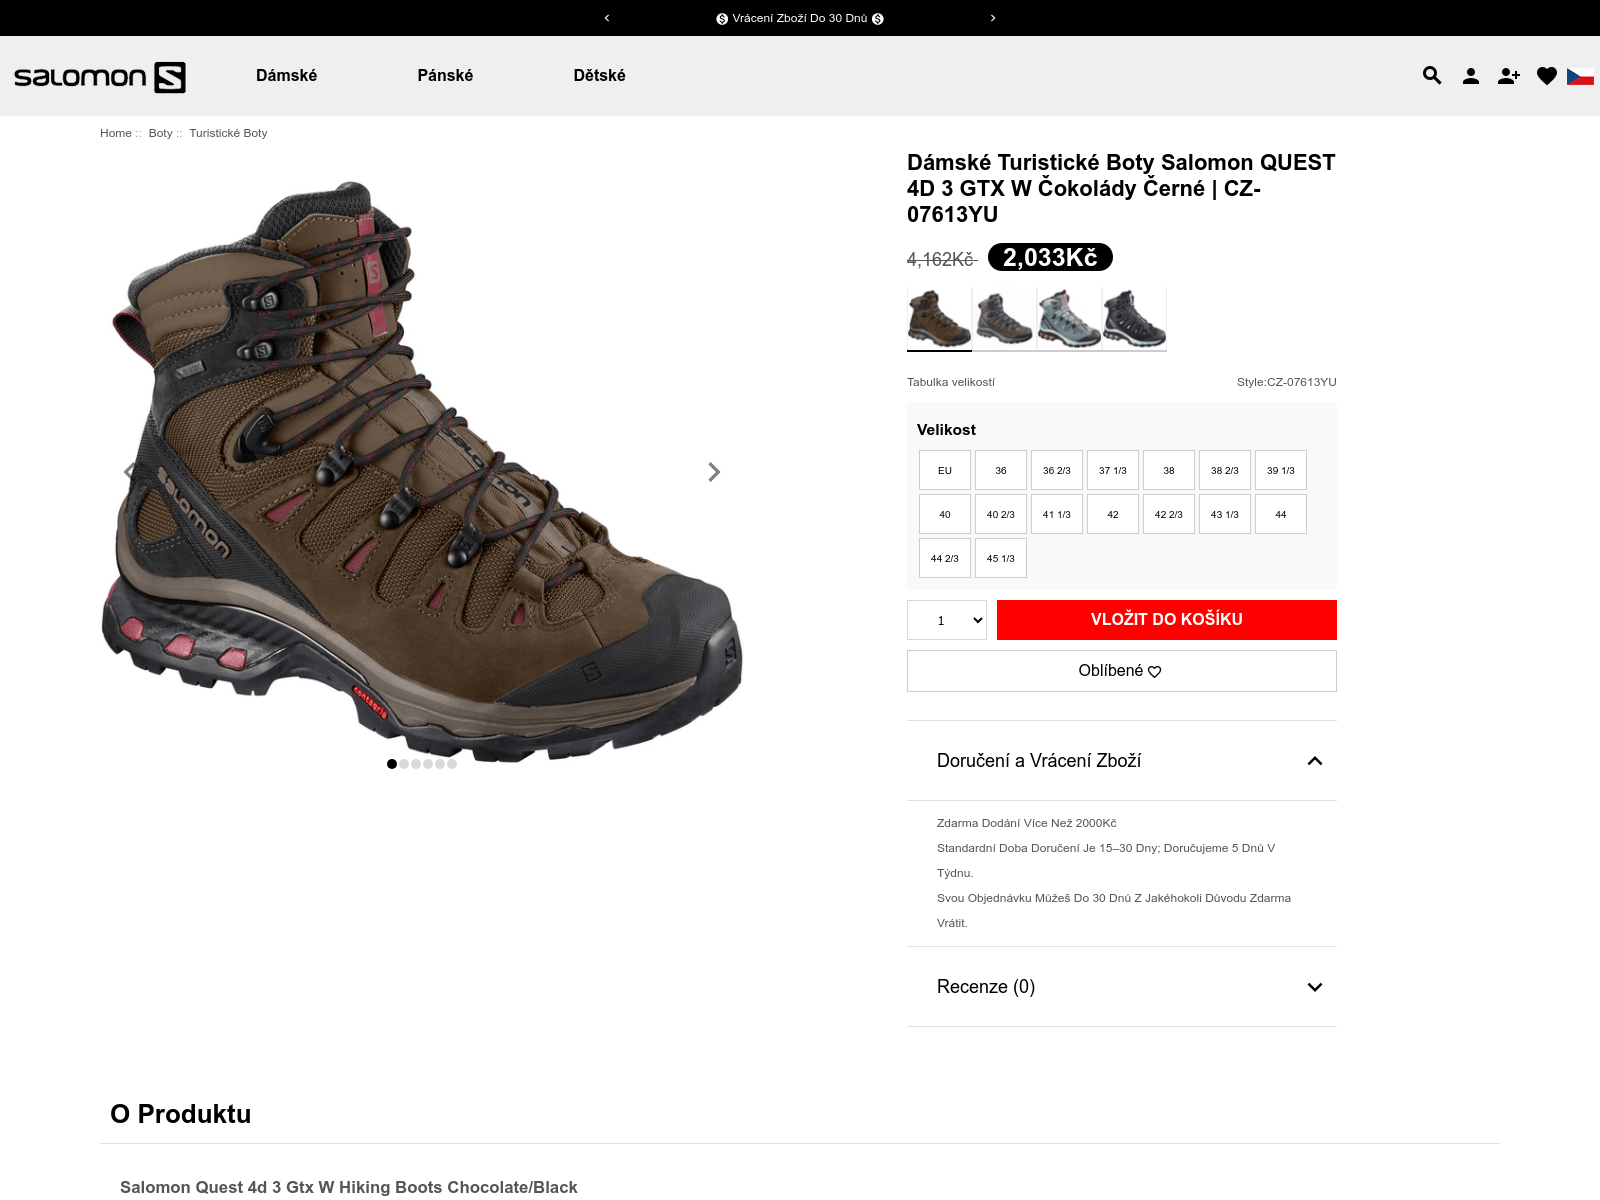 Vrácení Zboží Do 30 Dnů
salomon
Dámské
Pánské
Dětské
Home :: Boty :: Turistické Boty
Dámské Turistické Boty Salomon QUEST
4D 3 GTX W Čokolády Černé | CZ-
07613YU
4,162Kč 2,033Kč
Tabulka velikostí
Style:CZ-07613YU
Velikost
EU 36 36 2/3 37 1/3 38 38 2/3 39 1/3
40 40 2/3 41 1/3 42 42 2/3 43 1/3 44
44 2/3 45 1/3
1 VLOŽIT DO KOŠÍKU
Oblíbené
Doručení a Vrácení Zboží
Zdarma Dodání Více Než 2000Kč
Standardní Doba Doručení Je 15–30 Dny; Doručujeme 5 Dnů V
Týdnu.
Svou Objednávku Můžeš Do 30 Dnů Z Jakéhokoli Důvodu Zdarma
Vrátit.
Recenze (0)
salomon
salomon
contagrip
O Produktu
Salomon Quest 4d 3 Gtx W Hiking Boots Chocolate/Black